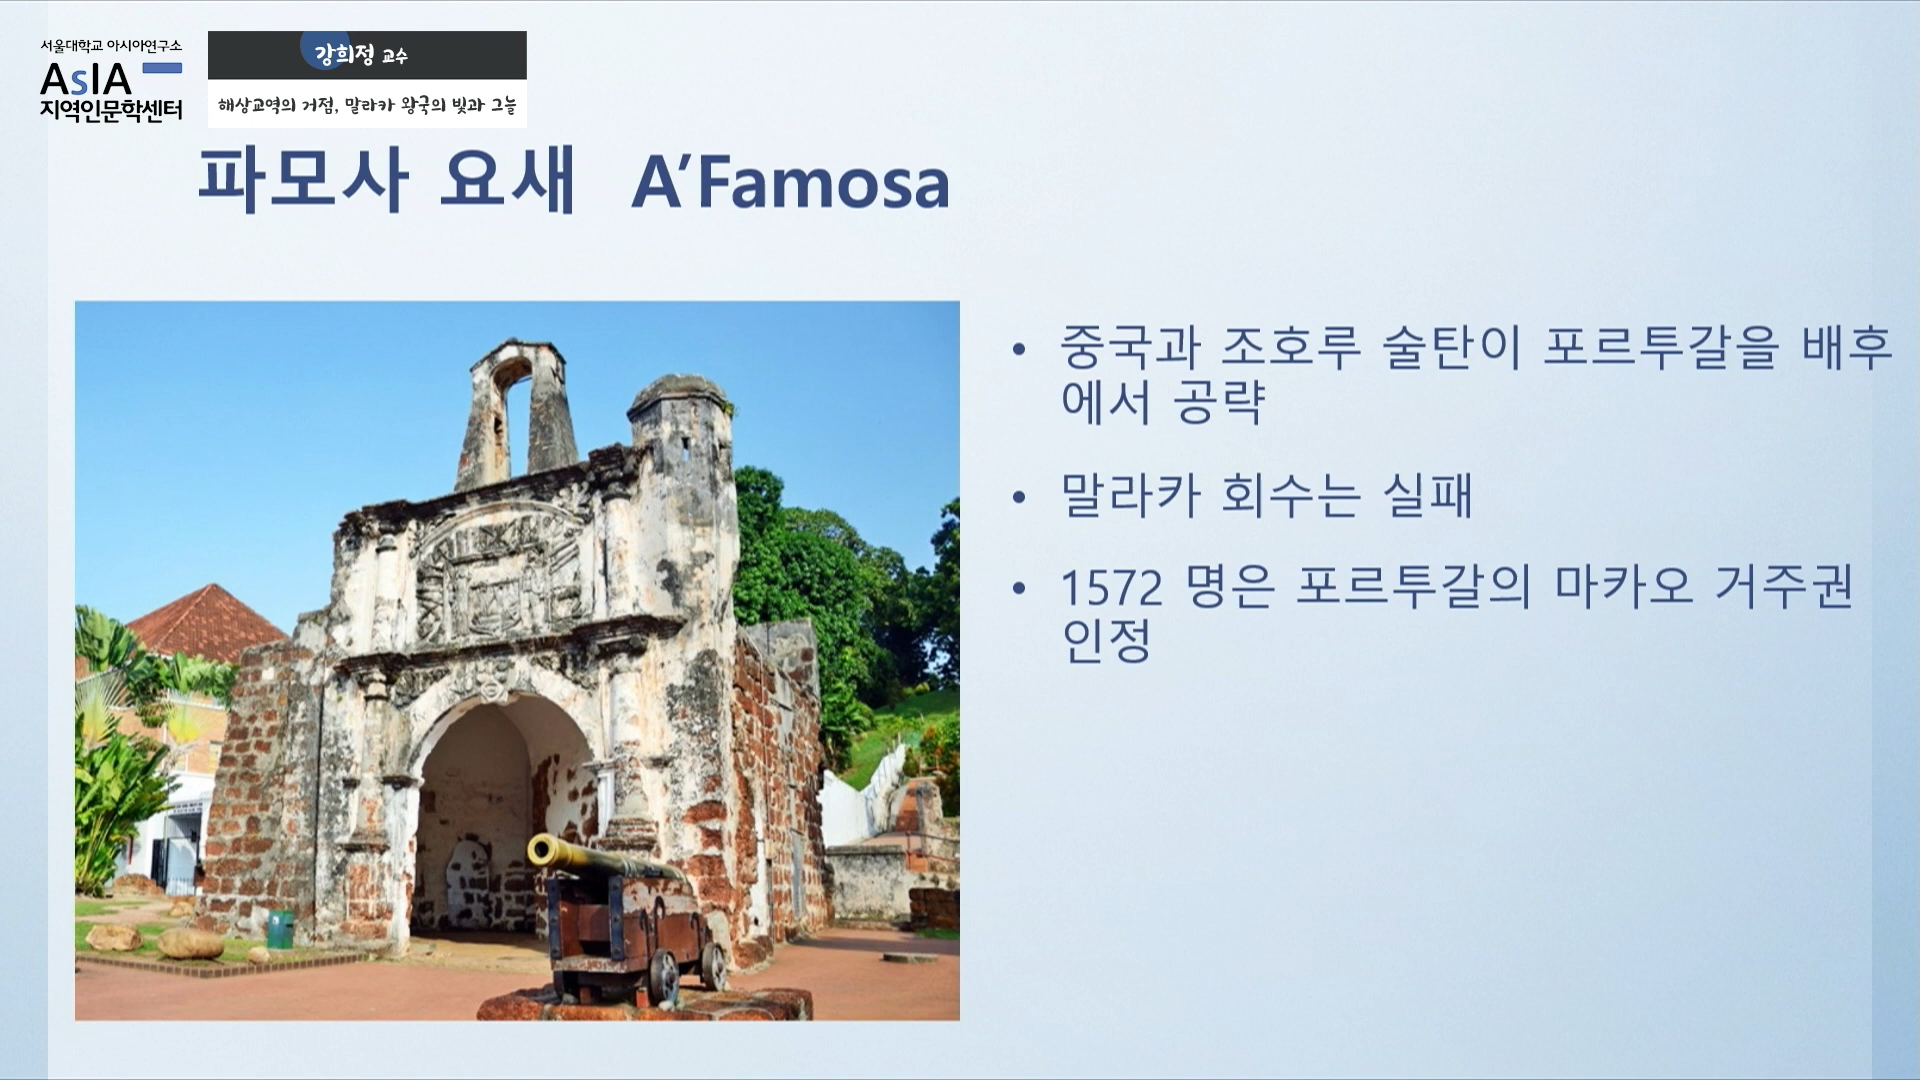 서울대학교 아시아연구소
AsIA
지역인문학센터
강희정 교수
해상교역의 거점, 말라카 왕국의 빛과 그늘
파모사 요새 A’Famosa
• 중국과 조호루 술탄이 포르투갈을 배후
에서 공략
• 말라카 회수는 실패
• 1572 명은 포르투갈의 마카오 거주권
인정